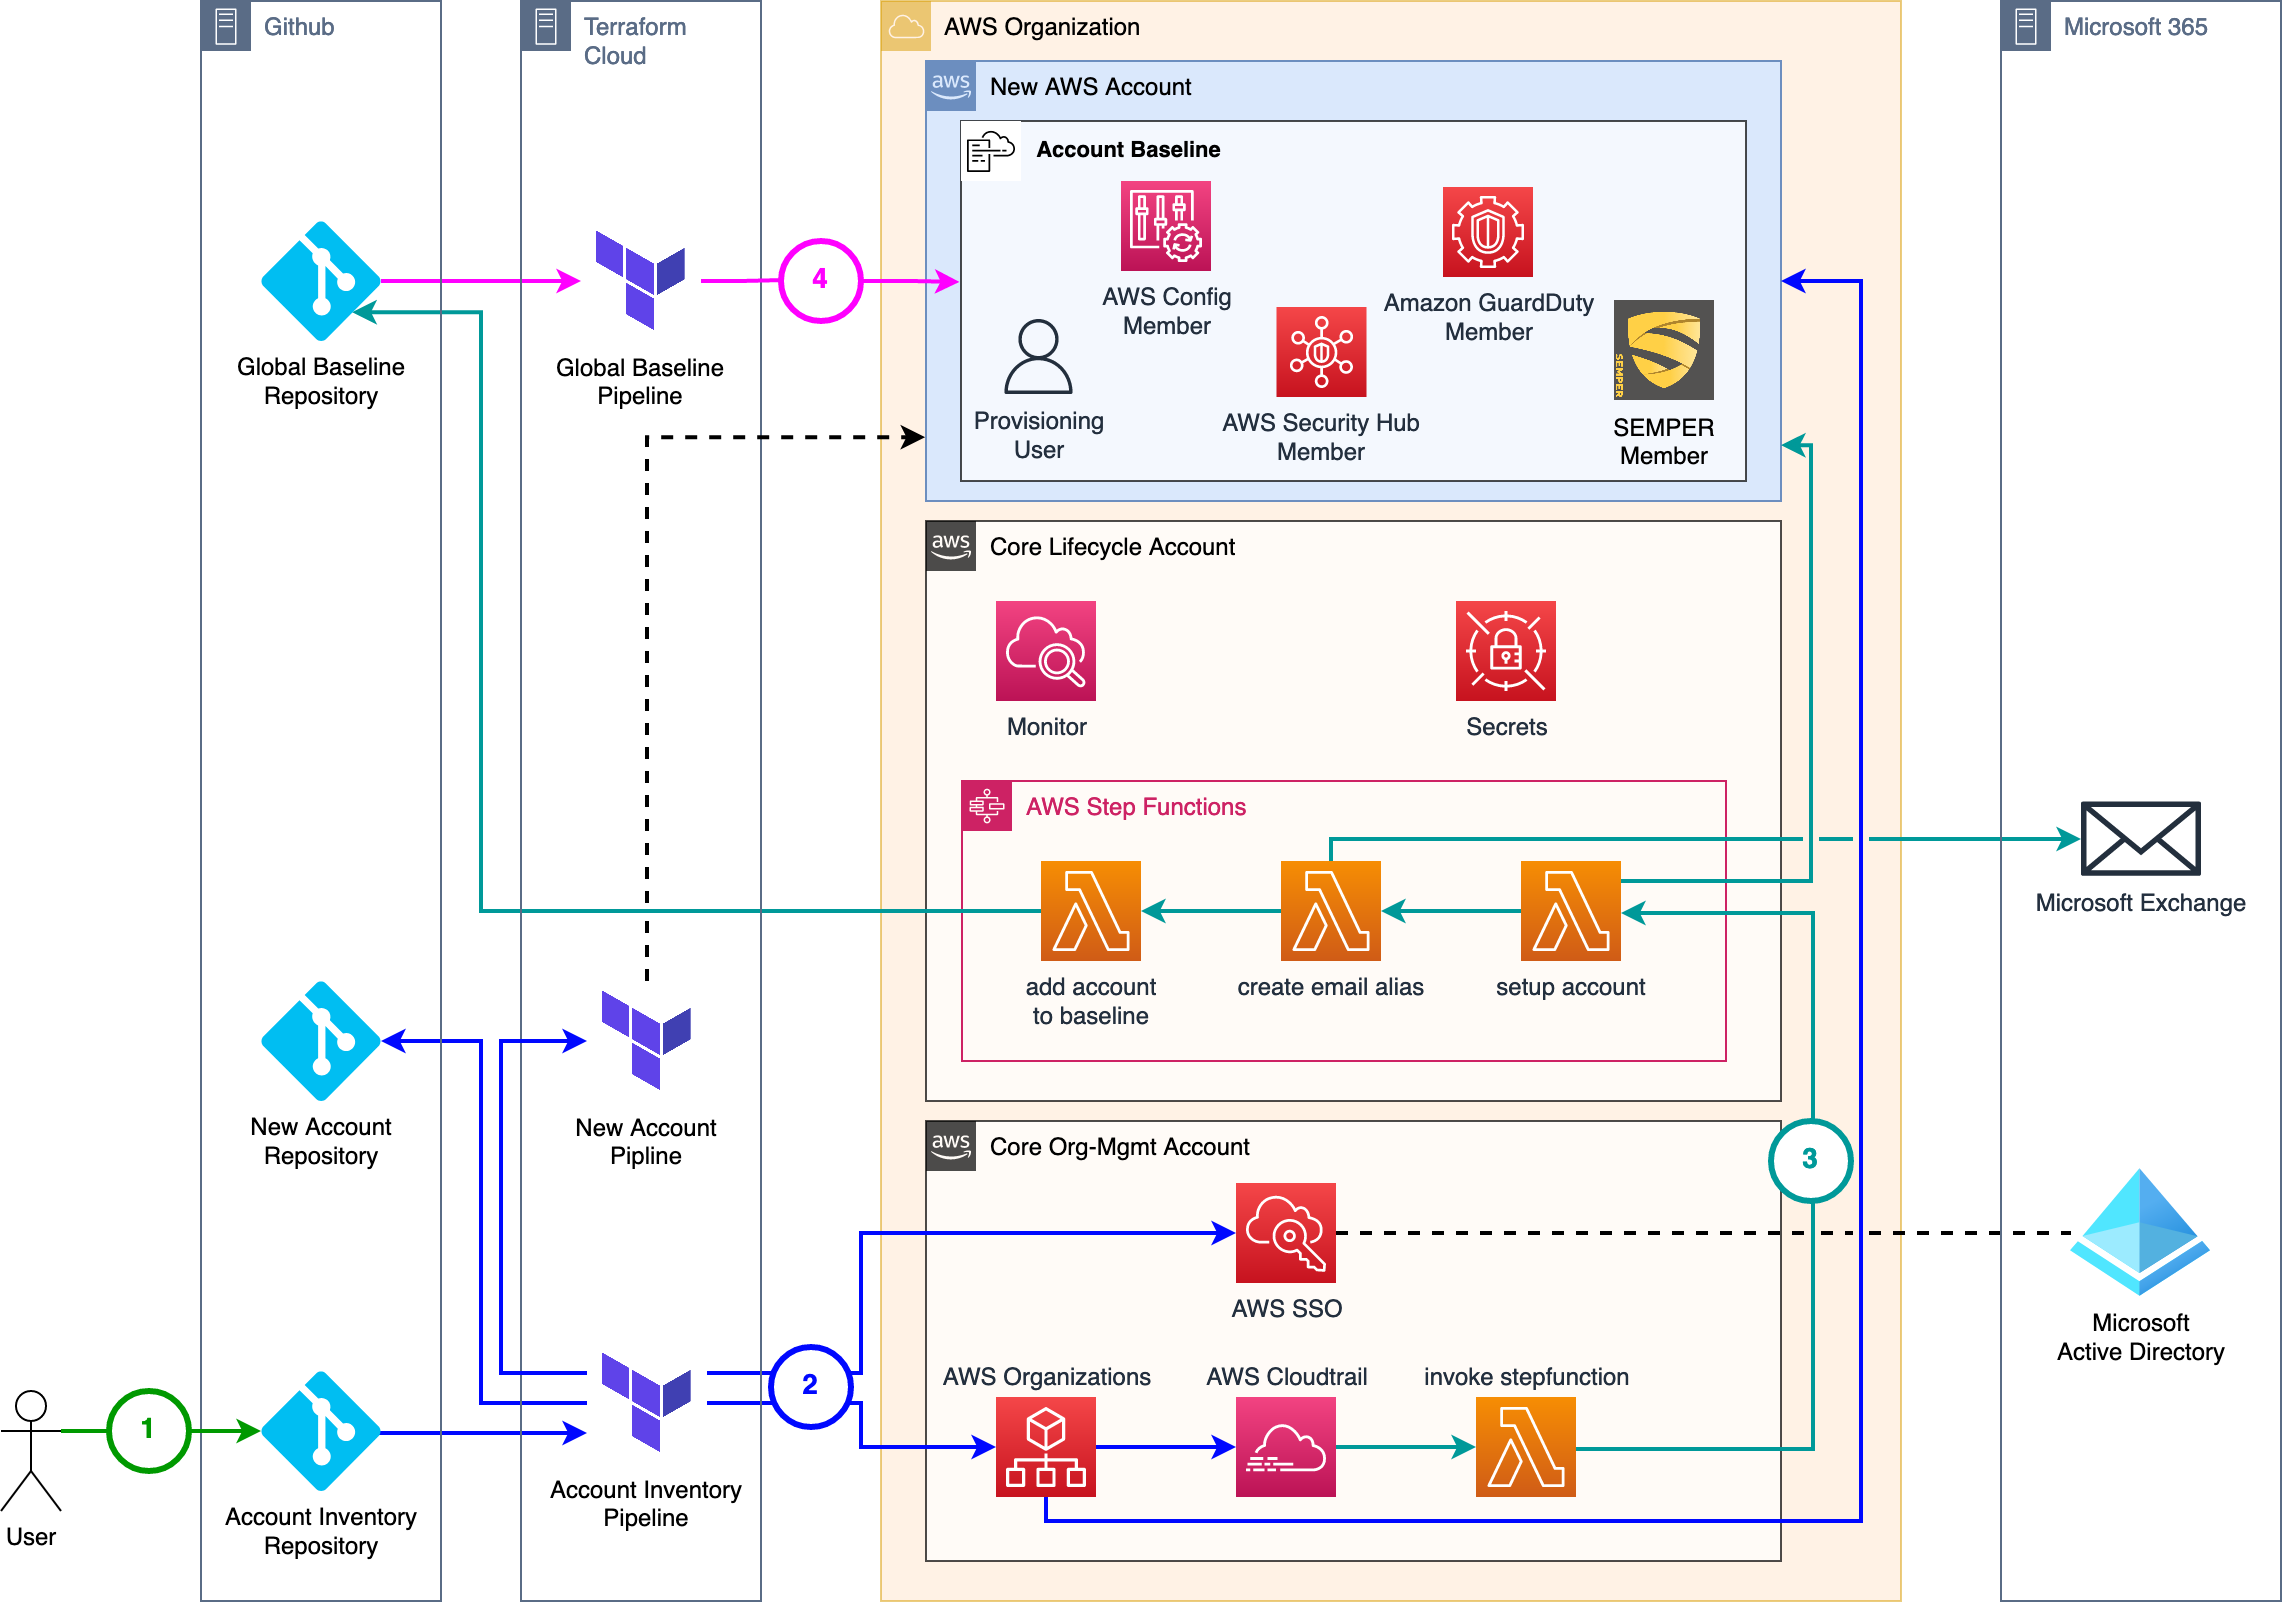 Github
Terraform
Cloud
AWS Organization
Microsoft 365
aws
New AWS Account
Account Baseline
AWS Config
Member
Amazon GuardDuty
Member
Provisioning
User
AWS Security Hub
Member
SEMPER
SEMPER
Member
Global Baseline
Repository
Global Baseline
Pipeline
4
aws
Core Lifecycle Account
Monitor
Secrets
AWS Step Functions
add account
to baseline
create email alias
setup account
Microsoft Exchange
New Account
Repository
New Account
Pipline
aws
Core Org-Mgmt Account
3
AWS SSO
Microsoft
Active Directory
2
AWS Organizations
AWS Cloudtrail
invoke stepfunction
1
User
Account Inventory
Repository
Account Inventory
Pipeline